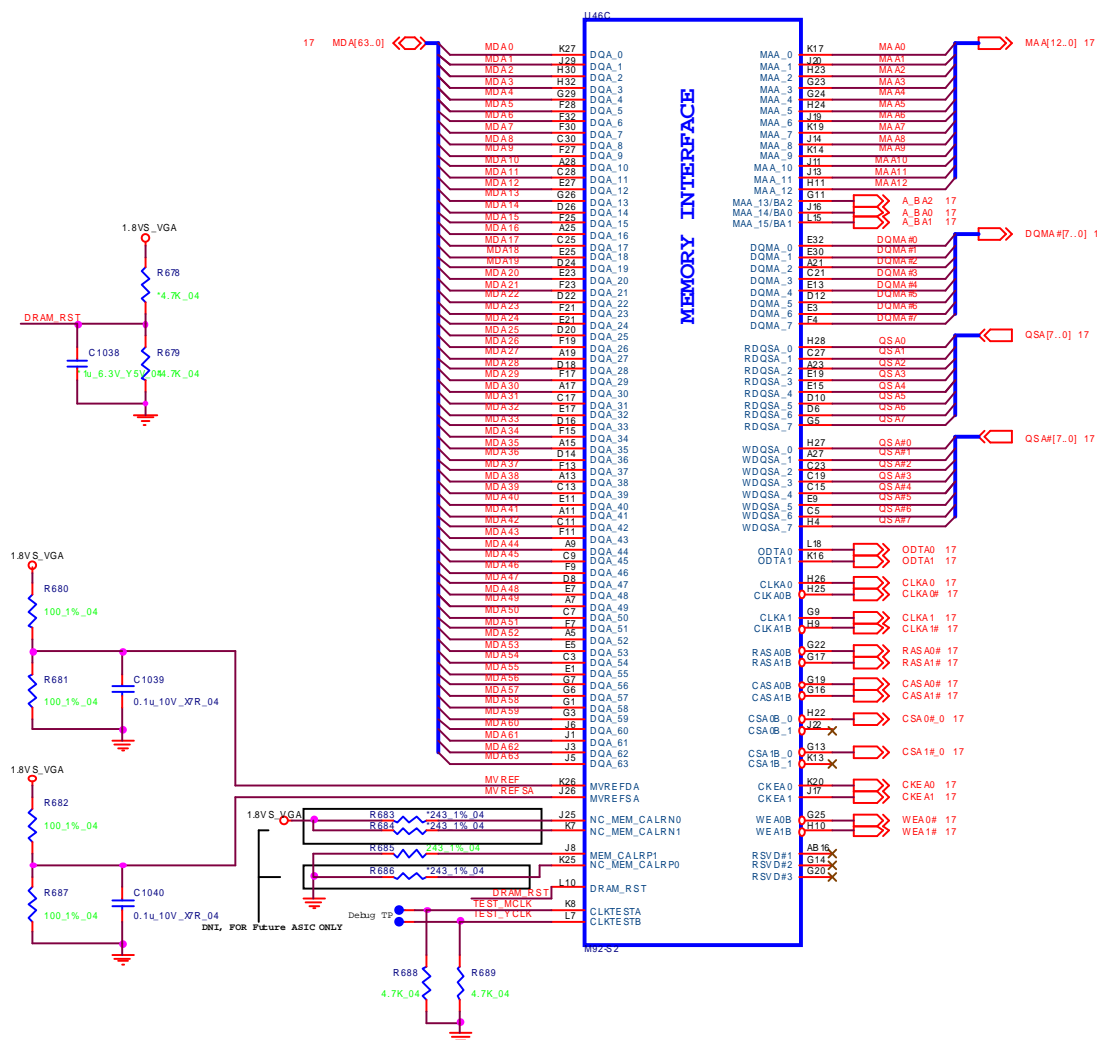 U46C
17 MDA[63..0]
MDA0 K27 DQA_0
MDA1 J29 DQA_1
MDA2 H30 DQA_2
MDA3 H32 DQA_3
MDA4 G29 DQA_4
MDA5 F28 DQA_5
MDA6 F32 DQA_6
MDA7 F30 DQA_7
MDA8 C30 DQA_8
MDA9 F27 DQA_9
MDA10 A28 DQA_10
MDA11 C28 DQA_11
MDA12 E27 DQA_12
MDA13 G26 DQA_13
MDA14 D26 DQA_14
MDA15 F25 DQA_15
MDA16 A25 DQA_16
MDA17 C25 DQA_17
MDA18 E25 DQA_18
MDA19 D24 DQA_19
MDA20 E23 DQA_20
MDA21 F23 DQA_21
MDA22 D22 DQA_22
MDA23 F21 DQA_23
MDA24 E21 DQA_24
MDA25 D20 DQA_25
MDA26 F19 DQA_26
MDA27 A19 DQA_27
MDA28 D18 DQA_28
MDA29 F17 DQA_29
MDA30 A17 DQA_30
MDA31 C17 DQA_31
MDA32 E17 DQA_32
MDA33 D16 DQA_33
MDA34 F15 DQA_34
MDA35 A15 DQA_35
MDA36 D14 DQA_36
MDA37 F13 DQA_37
MDA38 A13 DQA_38
MDA39 C13 DQA_39
MDA40 E11 DQA_40
MDA41 A11 DQA_41
MDA42 C11 DQA_42
MDA43 F11 DQA_43
MDA44 A9 DQA_44
MDA45 C9 DQA_45
MDA46 F9 DQA_46
MDA47 D8 DQA_47
MDA48 E7 DQA_48
MDA49 A7 DQA_49
MDA50 C7 DQA_50
MDA51 F7 DQA_51
MDA52 A5 DQA_52
MDA53 E5 DQA_53
MDA54 C3 DQA_54
MDA55 E1 DQA_55
MDA56 G7 DQA_56
MDA57 G6 DQA_57
MDA58 G1 DQA_58
MDA59 G3 DQA_59
MDA60 J6 DQA_60
MDA61 J1 DQA_61
MDA62 J3 DQA_62
MDA63 J5 DQA_63
MVREF K26 MVREFDA
MVREFSA J26 MVREFSA
1.8VS_VGA
R683 *243_1%_04 J25 NC_MEM_CALRN0
R684 *243_1%_04 K7 NC_MEM_CALRN1
R685 243_1%_04 J8 MEM_CALRP1
R686 *243_1%_04 K25 NC_MEM_CALRP0
DRAM_RST L10 DRAM_RST
TEST_MCLK K8 CLKTESTA
TEST_YCLK L7 CLKTESTB
Debug TP
DNI, FOR Future ASIC ONLY
R688
4.7K_04
R689
4.7K_04
M92-S2
MEMORY INTERFACE
MAA_0 K17 MAA0
MAA_1 J20 MAA1
MAA_2 H23 MAA2
MAA_3 G23 MAA3
MAA_4 G24 MAA4
MAA_5 H24 MAA5
MAA_6 J19 MAA6
MAA_7 K19 MAA7
MAA_8 J14 MAA8
MAA_9 K14 MAA9
MAA_10 J11 MAA10
MAA_11 J13 MAA11
MAA_12 H11 MAA12
MAA[12..0] 17
MAA_13/BA2 G11 A_BA2 17
MAA_14/BA0 J16 A_BA0 17
MAA_15/BA1 L15 A_BA1 17
DQMA_0 E32 DQMA#0
DQMA_1 E30 DQMA#1
DQMA_2 A21 DQMA#2
DQMA_3 C21 DQMA#3
DQMA_4 E13 DQMA#4
DQMA_5 D12 DQMA#5
DQMA_6 E3 DQMA#6
DQMA_7 F4 DQMA#7
DQMA#[7..0] 1
RDQSA_0 H28 QSA0
RDQSA_1 C27 QSA1
RDQSA_2 A23 QSA2
RDQSA_3 E19 QSA3
RDQSA_4 E15 QSA4
RDQSA_5 D10 QSA5
RDQSA_6 D6 QSA6
RDQSA_7 G5 QSA7
QSA[7..0] 17
WDQSA_0 H27 QSA#0
WDQSA_1 A27 QSA#1
WDQSA_2 C23 QSA#2
WDQSA_3 C19 QSA#3
WDQSA_4 C15 QSA#4
WDQSA_5 E9 QSA#5
WDQSA_6 C5 QSA#6
WDQSA_7 H4 QSA#7
QSA#[7..0] 17
ODTA0 L18 ODTA0 17
ODTA1 K16 ODTA1 17
CLKA0 H26 CLKA0 17
CLKA0B H25 CLKA0# 17
CLKA1 G9 CLKA1 17
CLKA1B H9 CLKA1# 17
RASA0B G22 RASA0# 17
RASA1B G17 RASA1# 17
CASA0B G19 CASA0# 17
CASA1B G16 CASA1# 17
CSA0B_0 H22 CSA0#_0 17
CSA0B_1 J22
CSA1B_0 G13 CSA1#_0 17
CSA1B_1 K13
CKEA0 K20 CKEA0 17
CKEA1 J17 CKEA1 17
WEA0B G25 WEA0# 17
WEA1B H10 WEA1# 17
RSVD#1 AB16
RSVD#2 G14
RSVD#3 G20
1.8VS_VGA
R678
*4.7K_04
DRAM_RST
C1038
R679
1u_6.3V_Y5V_04
*4.7K_04
1.8VS_VGA
R680
100_1%_04
R681
100_1%_04
C1039
0.1u_10V_X7R_04
1.8VS_VGA
R682
100_1%_04
R687
100_1%_04
C1040
0.1u_10V_X7R_04